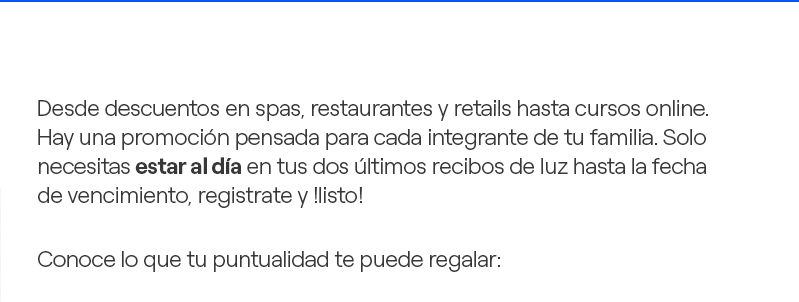 Desde descuentos en spas, restaurantes y retails hasta cursos online.
Hay una promoción pensada para cada integrante de tu familia. Solo
necesitas estar al día en tus dos últimos recibos de luz hasta la fecha
de vencimiento, registrate y !listo!
Conoce lo que tu puntualidad te puede regalar: